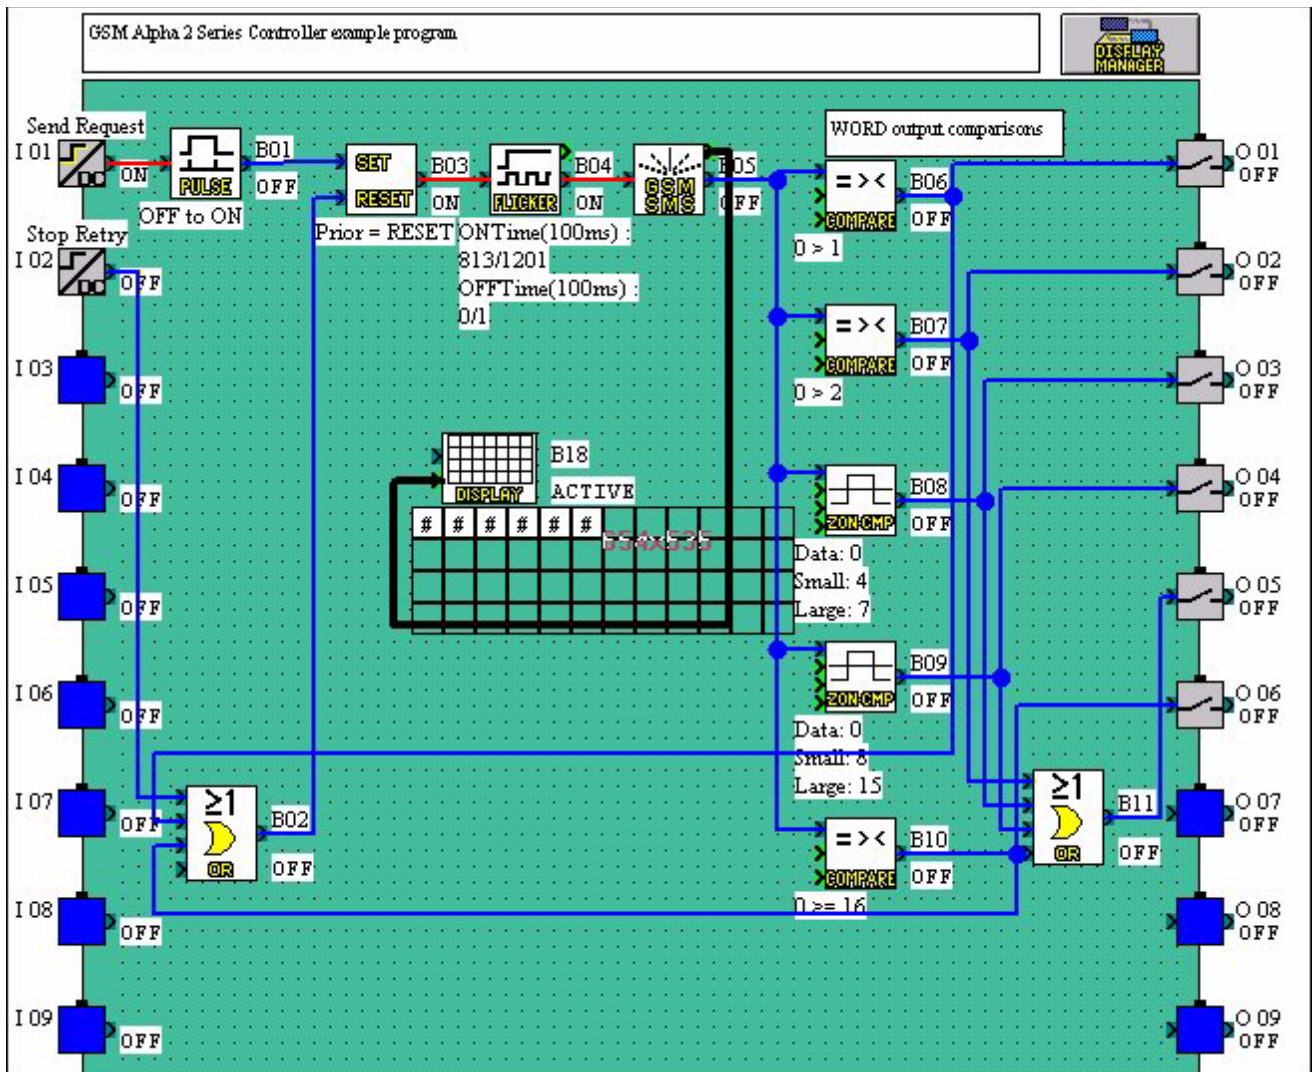 GSM Alpha 2 Series Controller example program
DISPLAY
MANAGER
Send Request
I 01
DC
ON
PULSE
B01
OFF
OFF to ON
SET
RESET
B03
ON
Prior = RESET
FLICKER
B04
ON
ONTime(100ms) :
813/1201
OFFTime(100ms) :
0/1
GSM
SMS
B05
OFF
WORD output comparisons
= > <
COMPARE
B06
OFF
0 > 1
O 01
OFF
Stop Retry
I 02
DC
OFF
O 02
OFF
= > <
COMPARE
B07
OFF
0 > 2
I 03
OFF
O 03
OFF
DISPLAY
B18
ACTIVE
# # # # # #
I 04
OFF
ZON-CMP
B08
OFF
Data: 0
Small: 4
Large: 7
O 04
OFF
I 05
OFF
O 05
OFF
I 06
OFF
ZON-CMP
B09
OFF
Data: 0
Small: 8
Large: 15
O 06
OFF
I 07
OFF
≥1
OR
B02
OFF
= > <
COMPARE
B10
OFF
0 >= 16
≥1
OR
B11
OFF
O 07
OFF
I 08
OFF
O 08
OFF
I 09
OFF
O 09
OFF